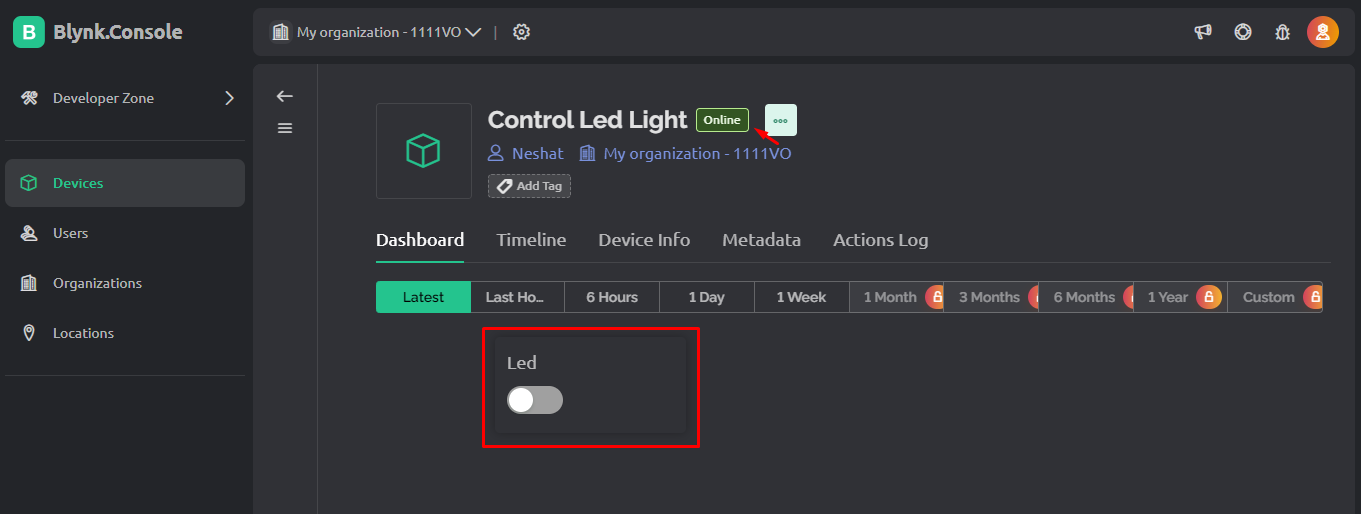 B Blynk.Console
My organization - 1111VO |
Developer Zone
Devices
Users
Organizations
Locations
Control Led Light Online
Neshat My organization - 1111VO
Add Tag
Dashboard Timeline Device Info Metadata Actions Log
Latest Last Ho... 6 Hours 1 Day 1 Week 1 Month 3 Months 6 Months 1 Year Custom
Led